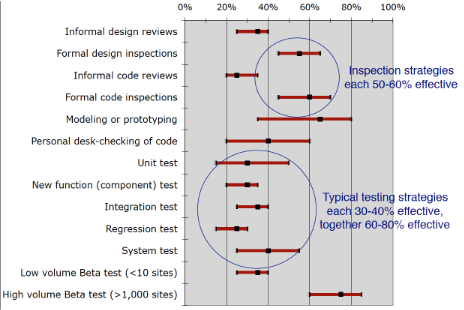 0% 20% 40% 60% 80% 100%
Informal design reviews
Formal design inspections
Informal code reviews
Formal code inspections
Modeling or prototyping
Personal desk-checking of code
Unit test
New function (component) test
Integration test
Regression test
System test
Low volume Beta test (<10 sites)
High volume Beta test (>1,000 sites)
Inspection strategies
each 50-60% effective
Typical testing strategies
each 30-40% effective,
together 60-80% effective